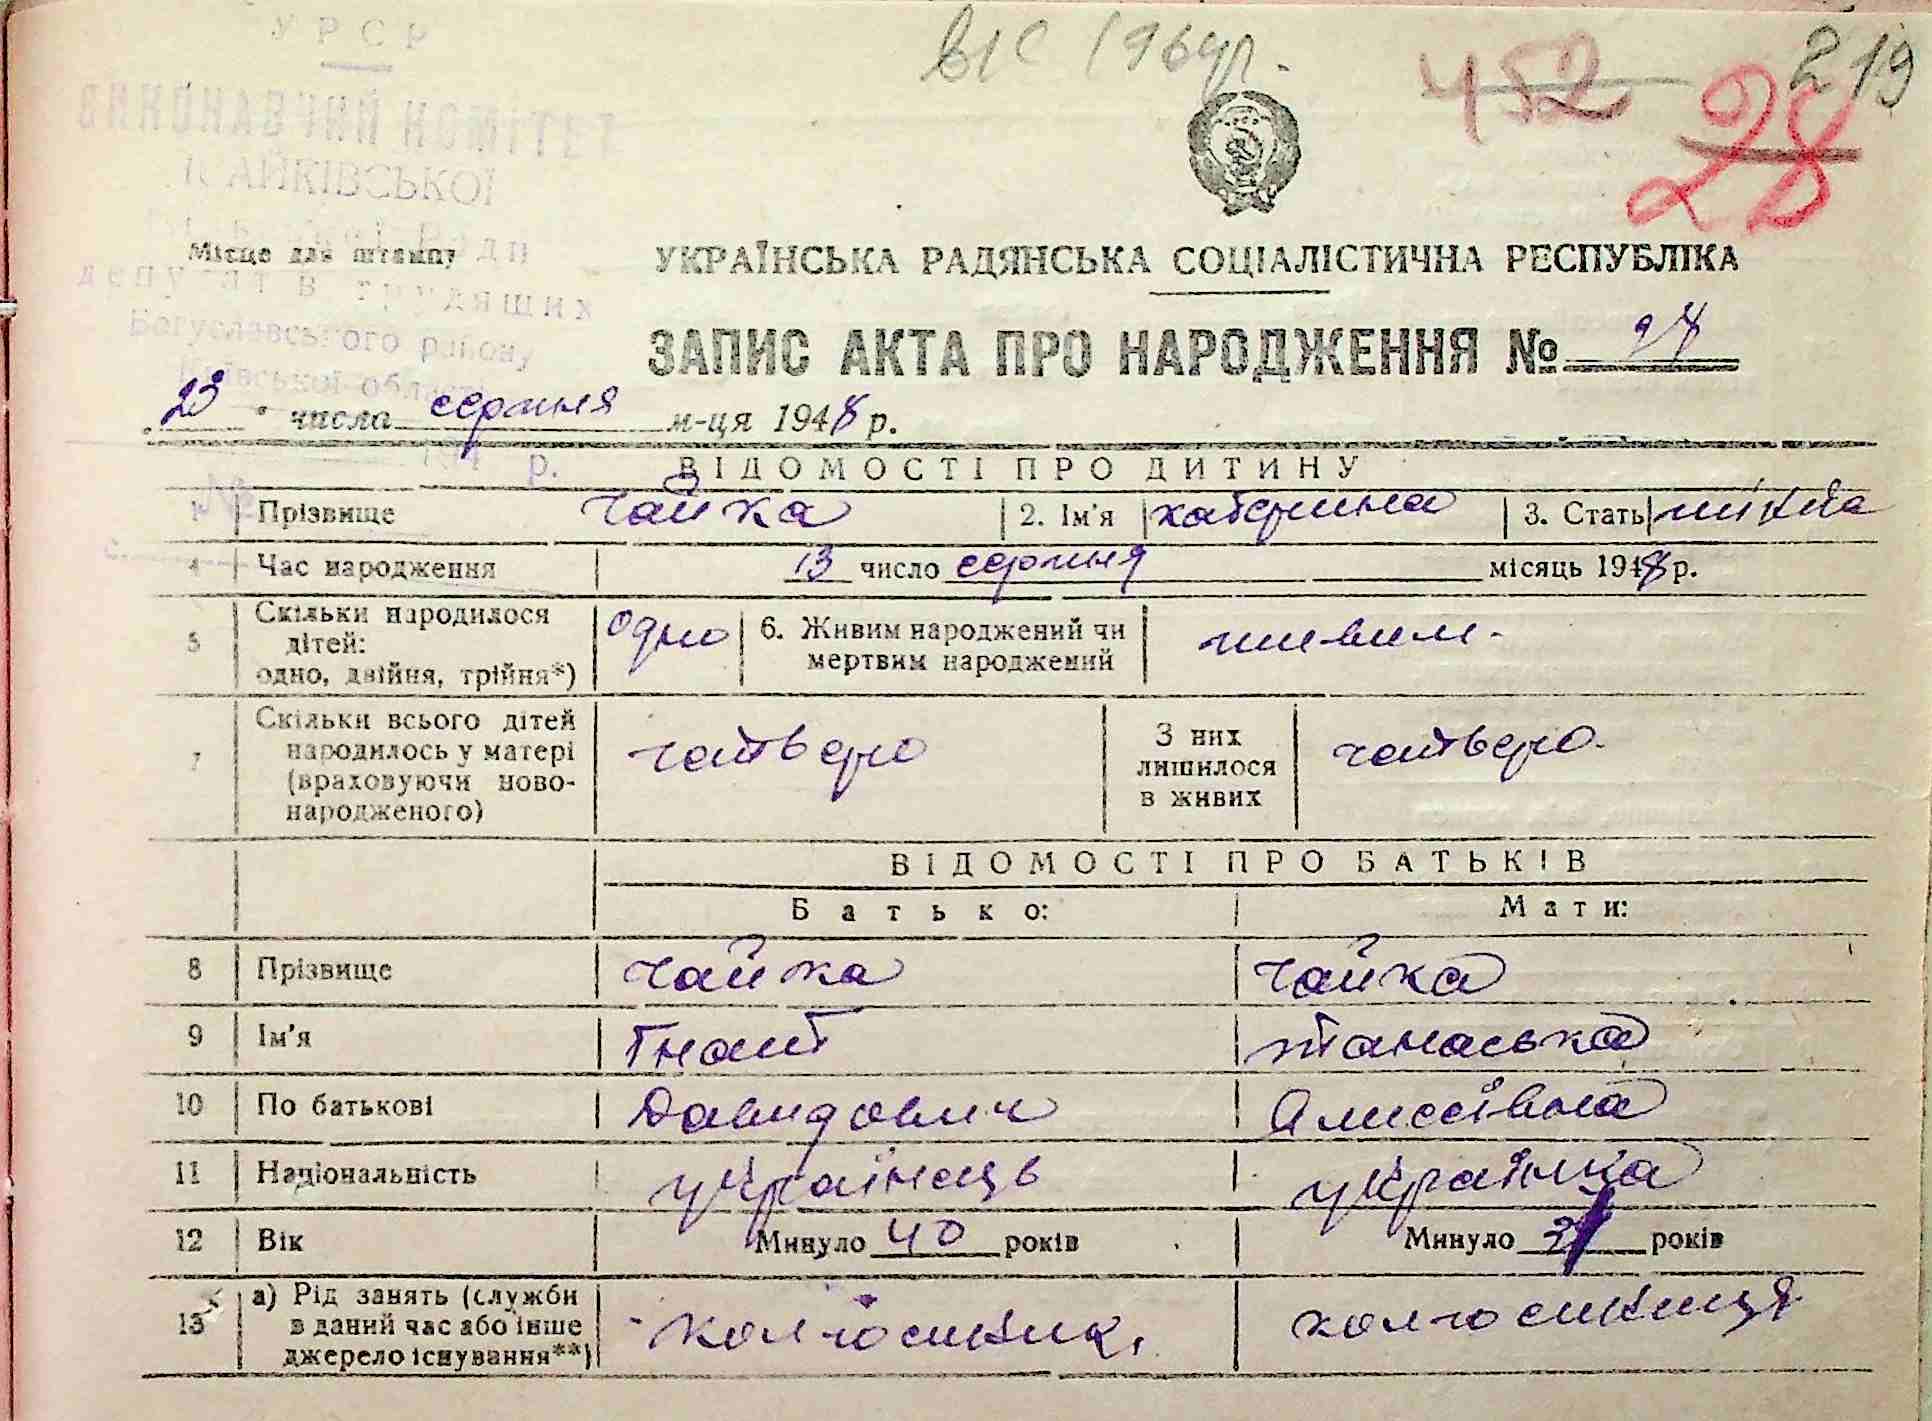 УРСР
ВИКОНАВЧИЙ КОМІТЕТ
ради
депутатів трудящих
Богуславського району
Київської області
194 р.
№
с.
ВІС 1964р.
452
219
28
Місце для штампу
УКРАЇНСЬКА РАДЯНСЬКА СОЦІАЛІСТИЧНА РЕСПУБЛІКА
ЗАПИС АКТА ПРО НАРОДЖЕННЯ № 28
23 числа серпня м-ця 1948 р.
ВІДОМОСТІ ПРО ДИТИНУ
1 Прізвище чайка 2. Ім'я катерина 3. Стать жіноча
4 Час народження 13 число серпня місяць 1948 р.
5 Скільки народилося дітей: одно, двійня, трійня*) одно 6. Живим народжений чи мертвим народжений живим.
7 Скільки всього дітей народилось у матері (враховуючи новонародженого) четверо З них лишилося в живих четверо.
ВІДОМОСТІ ПРО БАТЬКІВ
Батько: Мати:
8 Прізвище чайка чайка
9 Ім'я Гнат танаська
10 По батькові Давидович Олиссівна
11 Національність українець українка
12 Вік Минуло 40 років Минуло років
13 а) Рід занять (служби в даний час або інше джерело існування**) колгоспник, колгоспниця